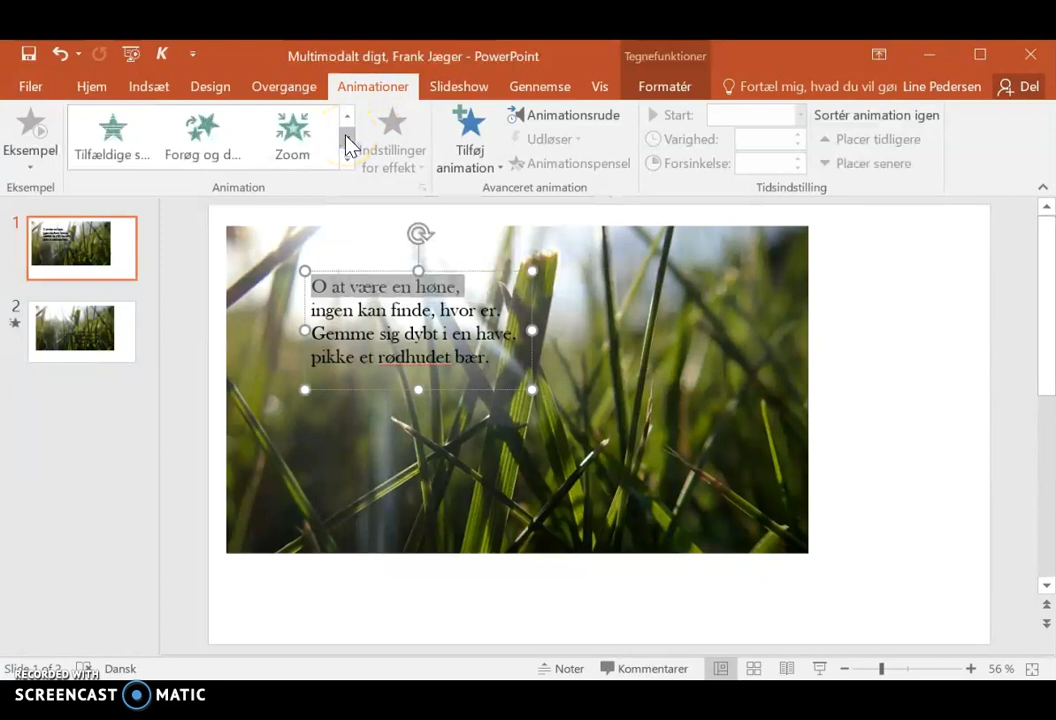 Multimodalt digt, Frank Jæger - PowerPoint
Tegnefunktioner
Filer Hjem Indsæt Design Overgange Animationer Slideshow Gennemse Vis Formatér Fortæl mig, hvad du vil gør Line Pedersen Del
Eksempel
Tilfældige s...
Forøg og d...
Zoom
Indstillinger
for effekt
Tilføj
animation
Animationsrude
Udløser
Animationspensel
Start:
Varighed:
Forsinkelse:
Sortér animation igen
Placer tidligere
Placer senere
Eksempel
Animation
Avanceret animation
Tidsindstilling
1
2
O at være en høne,
ingen kan finde, hvor er.
Gemme sig dybt i en have,
pikke et rødhudet bær.
Slide 1 of 2 Dansk Noter Kommentarer 56 %
RECORDED WITH
SCREENCAST MATIC